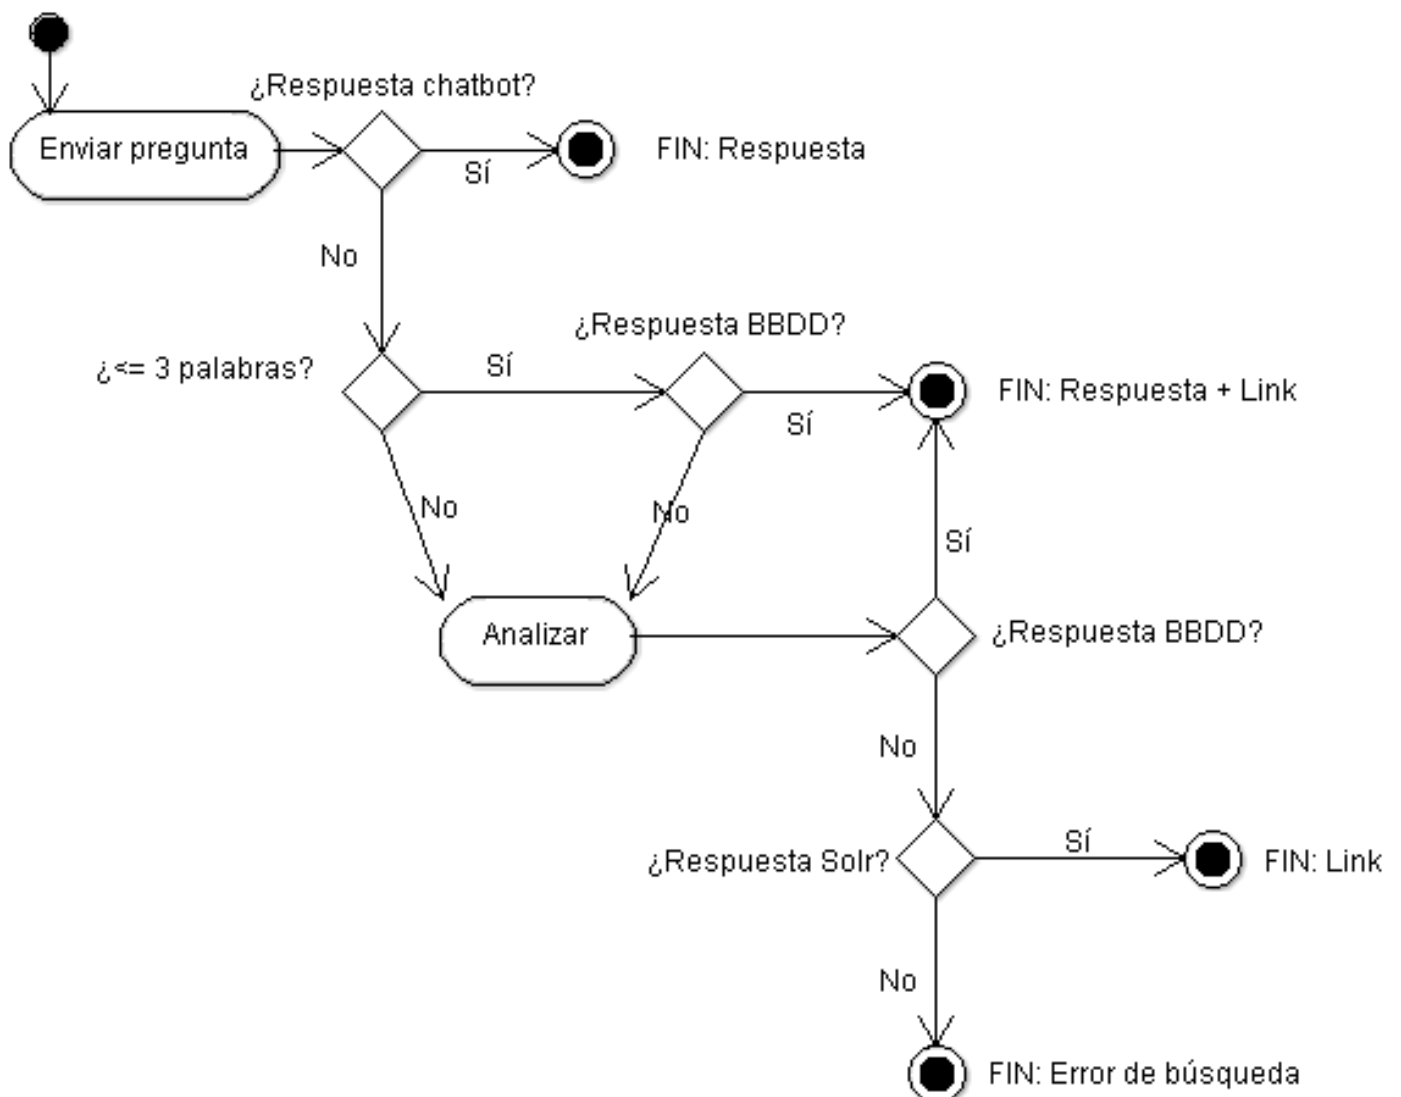 ¿Respuesta chatbot?
Enviar pregunta
Sí
FIN: Respuesta
No
¿Respuesta BBDD?
¿<= 3 palabras?
Sí
Sí
FIN: Respuesta + Link
No
No
Sí
Analizar
¿Respuesta BBDD?
No
¿Respuesta Solr?
Sí
FIN: Link
No
FIN: Error de búsqueda